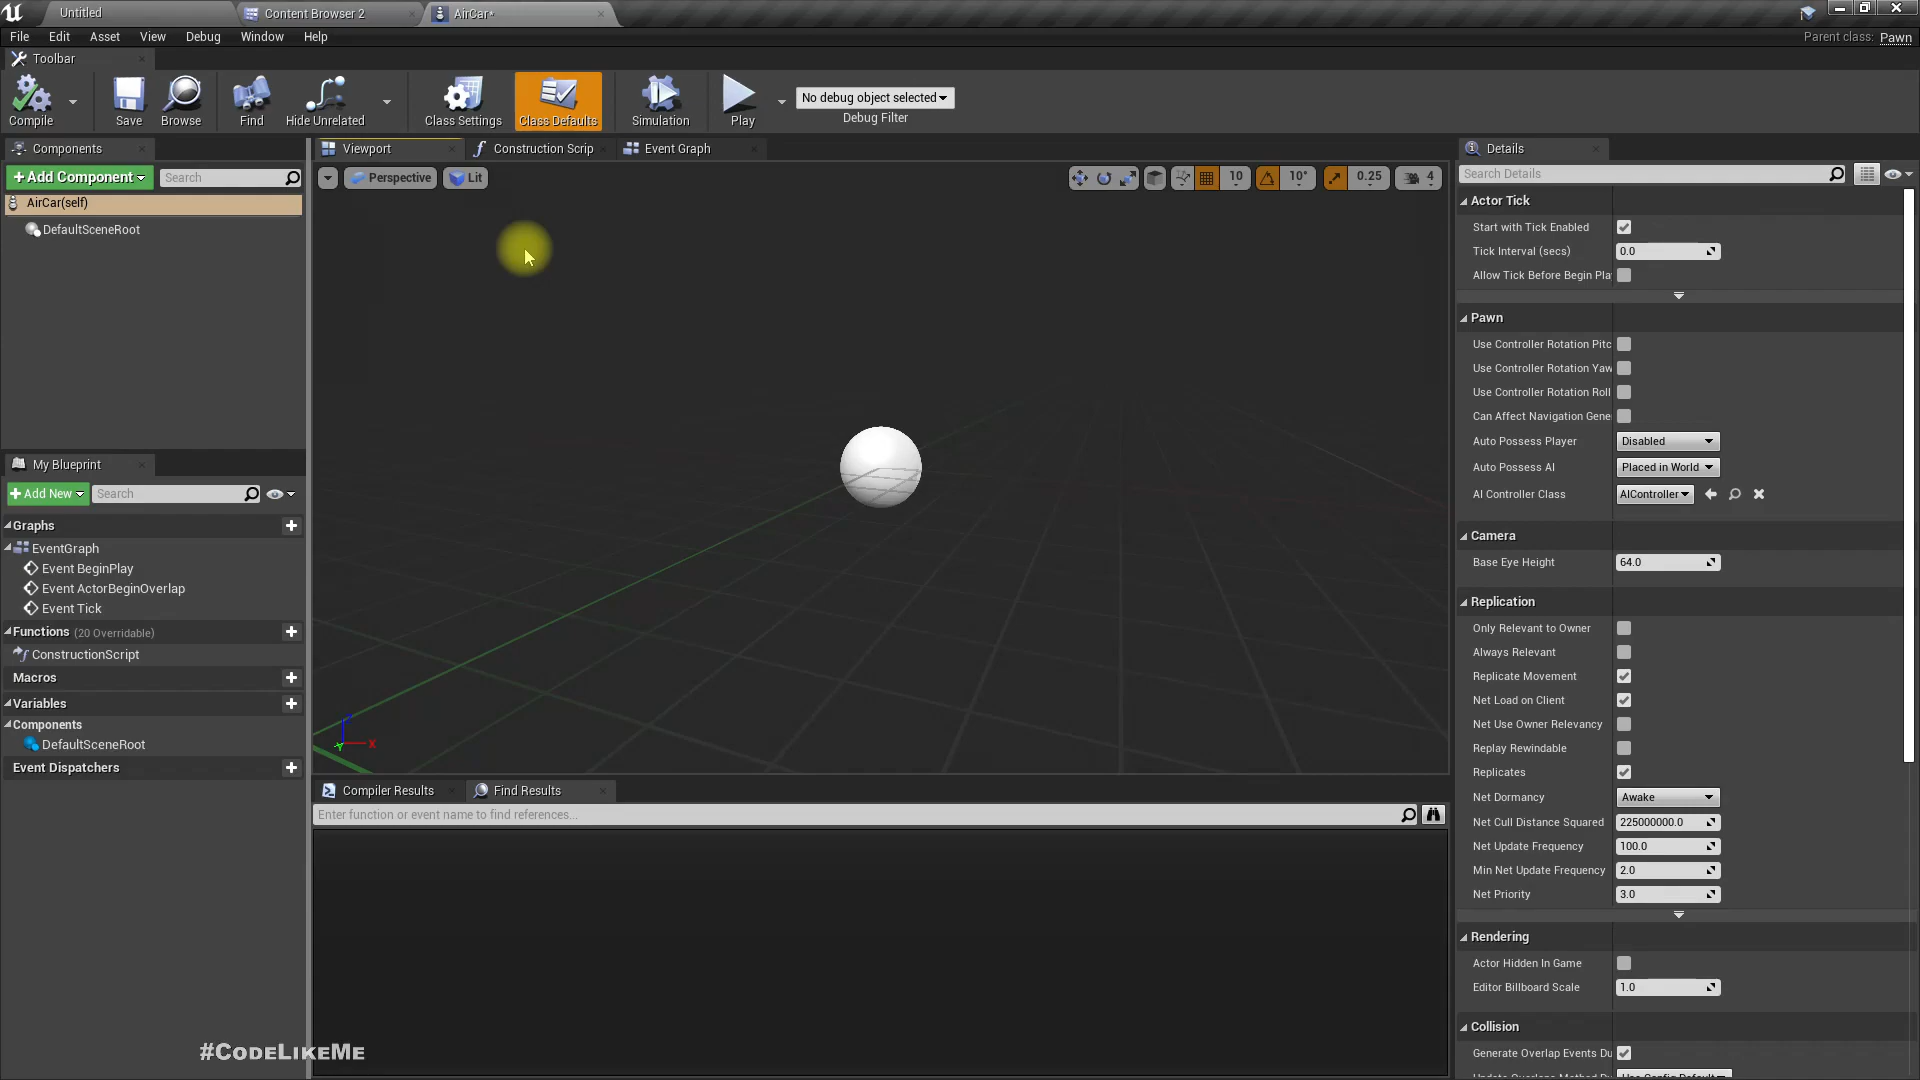 Untitled
Content Browser 2
AirCar*
File Edit Asset View Debug Window Help
Parent class: Pawn
Toolbar
Compile
Save
Browse
Find
Hide Unrelated
Class Settings
Class Defaults
Simulation
Play
No debug object selected
Debug Filter
Components
+Add Component
Search
AirCar(self)
DefaultSceneRoot
My Blueprint
+Add New
Search
Graphs
EventGraph
Event BeginPlay
Event ActorBeginOverlap
Event Tick
Functions (20 Overridable)
ConstructionScript
Macros
Variables
Components
DefaultSceneRoot
Event Dispatchers
Viewport
Construction Scrip
Event Graph
Perspective
Lit
10
10°
0.25
4
X
Compiler Results
Find Results
Enter function or event name to find references...
Details
Search Details
Actor Tick
Start with Tick Enabled
Tick Interval (secs) 0.0
Allow Tick Before Begin Pla
Pawn
Use Controller Rotation Pitc
Use Controller Rotation Yaw
Use Controller Rotation Roll
Can Affect Navigation Gene
Auto Possess Player Disabled
Auto Possess AI Placed in World
AI Controller Class AIController
Camera
Base Eye Height 64.0
Replication
Only Relevant to Owner
Always Relevant
Replicate Movement
Net Load on Client
Net Use Owner Relevancy
Replay Rewindable
Replicates
Net Dormancy Awake
Net Cull Distance Squared 225000000.0
Net Update Frequency 100.0
Min Net Update Frequency 2.0
Net Priority 3.0
Rendering
Actor Hidden In Game
Editor Billboard Scale 1.0
Collision
Generate Overlap Events Du
#CodeLikeMe